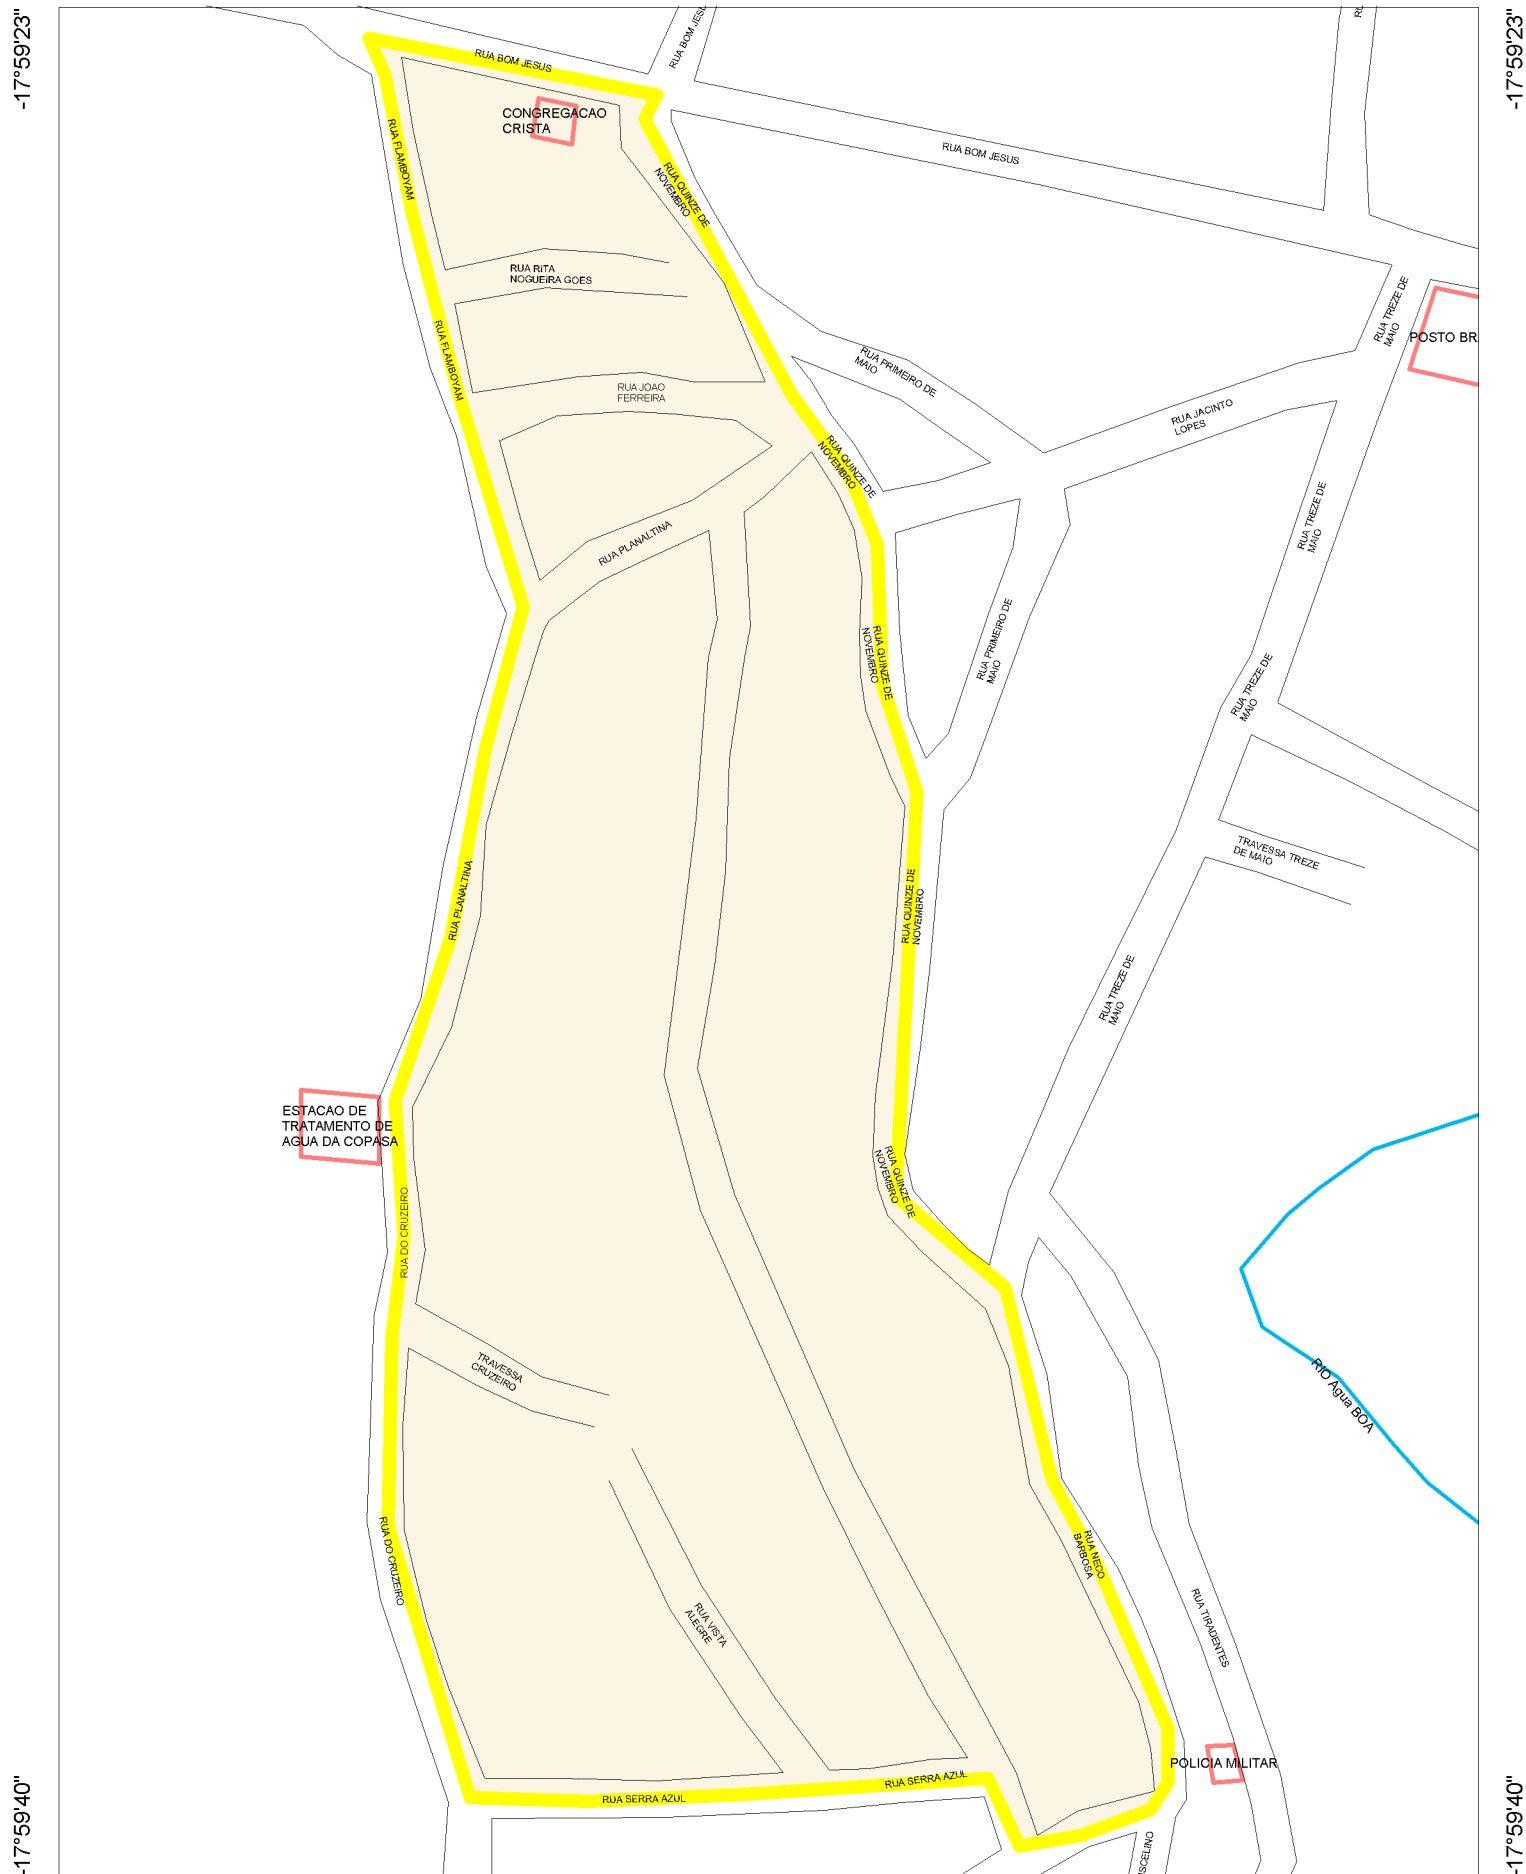 -17°59'23"
-17°59'23"
RUA BOM JESUS
RUA BOM JESU
RU
CONGREGACAO
CRISTA
RUA FLAMBOYAM
RUA QUINZE DE
NOVEMBRO
RUA BOM JESUS
RUA RITA
NOGUEIRA GOES
RUA FLAMBOYAM
RUA PRIMEIRO DE
MAIO
RUA TREZE DE
MAIO
POSTO BR
RUA JOAO
FERREIRA
RUA JACINTO
LOPES
RUA QUINZE DE
NOVEMBRO
RUA PLANALTINA
RUA TREZE DE
MAIO
RUA QUINZE DE
NOVEMBRO
RUA PRIMEIRO DE
MAIO
RUA TREZE DE
MAIO
TRAVESSA TREZE
DE MAIO
RUA PLANALTINA
RUA QUINZE DE
NOVEMBRO
RUA TREZE DE
MAIO
ESTACAO DE
TRATAMENTO DE
AGUA DA COPASA
RUA QUINZE DE
NOVEMBRO
RUA DO CRUZEIRO
TRAVESSA
CRUZEIRO
RIO Agua BOA
RUA DO CRUZEIRO
RUA NECO
BARBOSA
RUA VISTA
ALEGRE
RUA TIRADENTES
POLICIA MILITAR
RUA SERRA AZUL
RUA SERRA AZUL
SCELINO
-17°59'40"
-17°59'40"